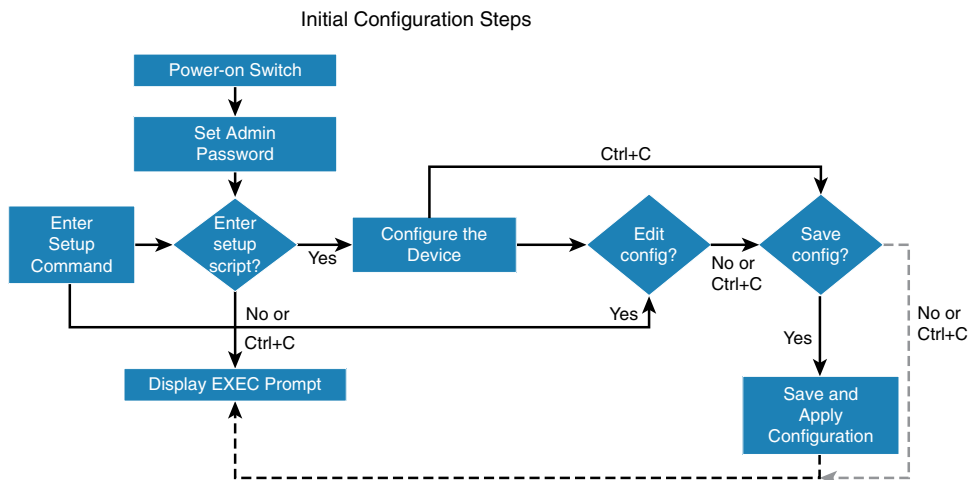 Initial Configuration Steps
Power-on Switch
Set Admin
Password
Ctrl+C
Enter
Setup
Command
Enter
setup
script?
Yes
Configure the
Device
Edit
config?
No or
Ctrl+C
Save
config?
No or
Ctrl+C
Yes
No or
Ctrl+C
Yes
Display EXEC Prompt
Save and
Apply
Configuration